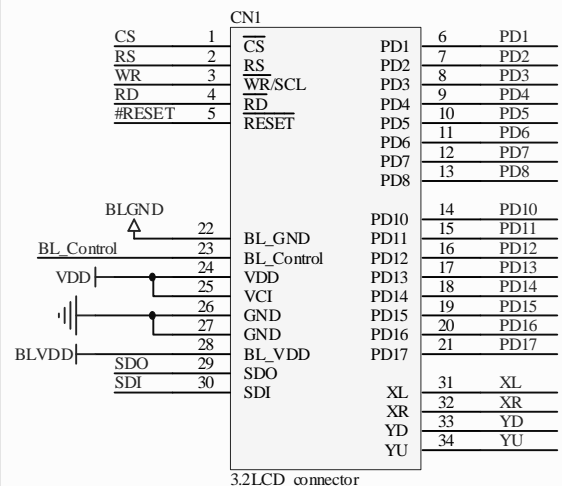 CN1
CS 1 CS PD1 6 PD1
RS 2 RS PD2 7 PD2
WR 3 WR/SCL PD3 8 PD3
RD 4 RD PD4 9 PD4
#RESET 5 RESET PD5 10 PD5
PD6 11 PD6
PD7 12 PD7
PD8 13 PD8
BLGND
PD10 14 PD10
22 BL_GND PD11 15 PD11
BL_Control 23 BL_Control PD12 16 PD12
VDD 24 VDD PD13 17 PD13
25 VCI PD14 18 PD14
26 GND PD15 19 PD15
27 GND PD16 20 PD16
BLVDD 28 BL_VDD PD17 21 PD17
SDO 29 SDO
SDI 30 SDI XL 31 XL
XR 32 XR
YD 33 YD
YU 34 YU
3.2LCD connector